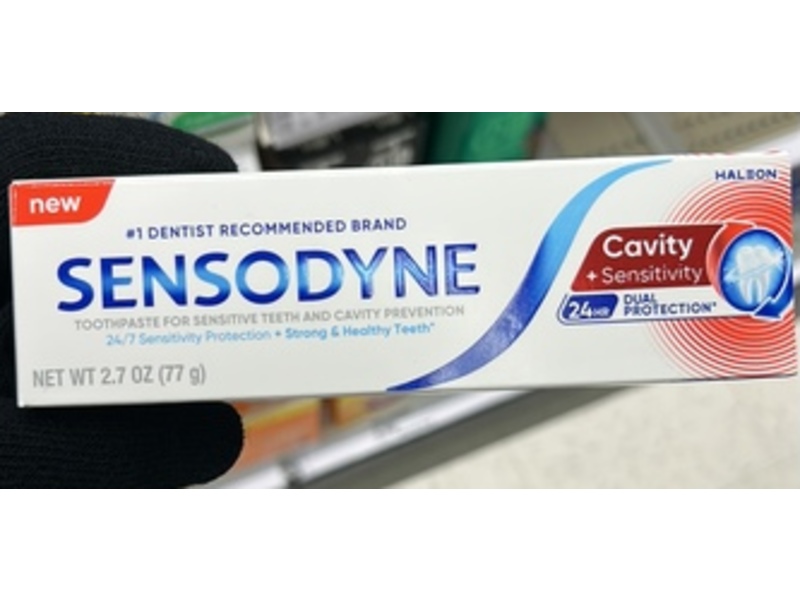 new
#1 DENTIST RECOMMENDED BRAND
SENSODYNE
TOOTHPASTE FOR SENSITIVE TEETH AND CAVITY PREVENTION
24/7 Sensitivity Protection + Strong & Healthy Teeth*
NET WT 2.7 OZ (77 g)
HALEON
Cavity
+ Sensitivity
24HR DUAL
PROTECTION*